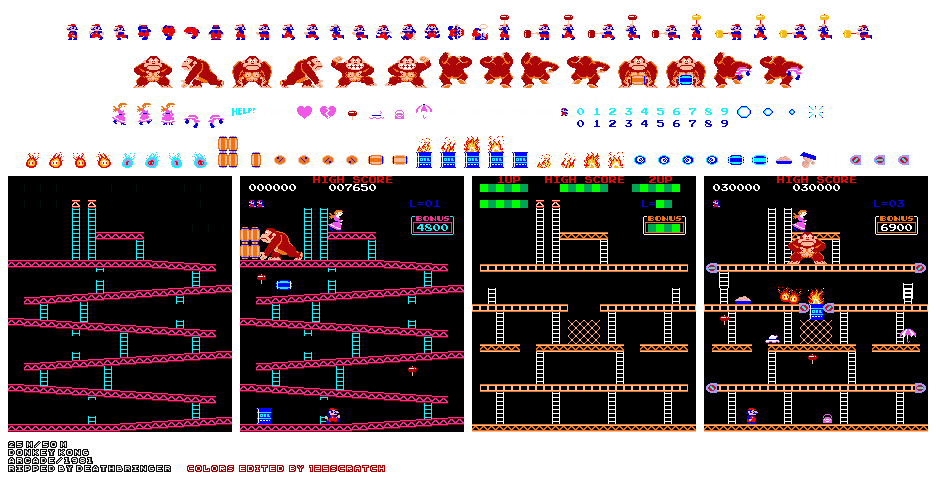 HELP!
0 1 2 3 4 5 6 7 8 9
0 1 2 3 4 5 6 7 8 9
HIGH SCORE
000000 007650
L=01
BONUS
4800
1UP HIGH SCORE 2UP
L=
BONUS
HIGH SCORE
030000 030000
L=03
BONUS
6900
25 M/50 M
DONKEY KONG
ARCADE/1981
RIPPED BY DEATHBRINGER COLORS EDITED BY 125SCRATCH